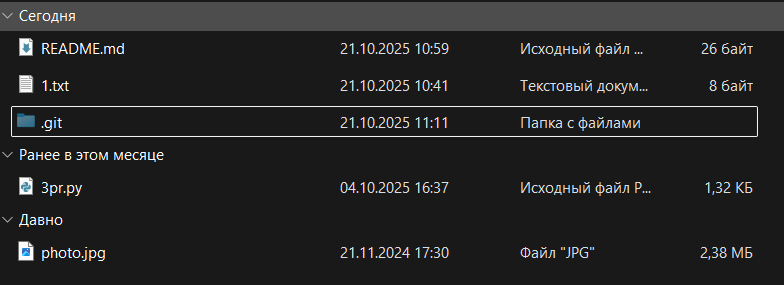 Сегодня
README.md 21.10.2025 10:59 Исходный файл ... 26 байт
1.txt 21.10.2025 10:41 Текстовый докум... 8 байт
.git 21.10.2025 11:11 Папка с файлами
Ранее в этом месяце
3pr.py 04.10.2025 16:37 Исходный файл P... 1,32 КБ
Давно
photo.jpg 21.11.2024 17:30 Файл "JPG" 2,38 МБ